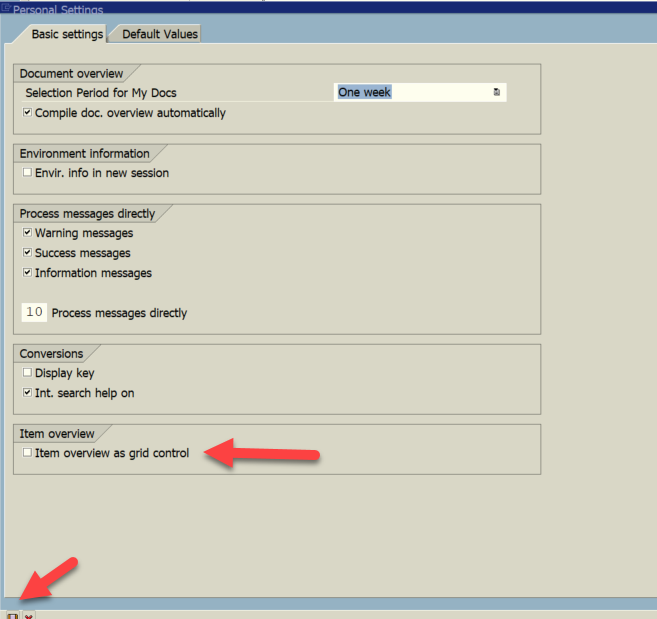 Personal Settings
Basic settings Default Values
Document overview
Selection Period for My Docs One week
Compile doc. overview automatically
Environment information
Envir. info in new session
Process messages directly
Warning messages
Success messages
Information messages
10 Process messages directly
Conversions
Display key
Int. search help on
Item overview
Item overview as grid control